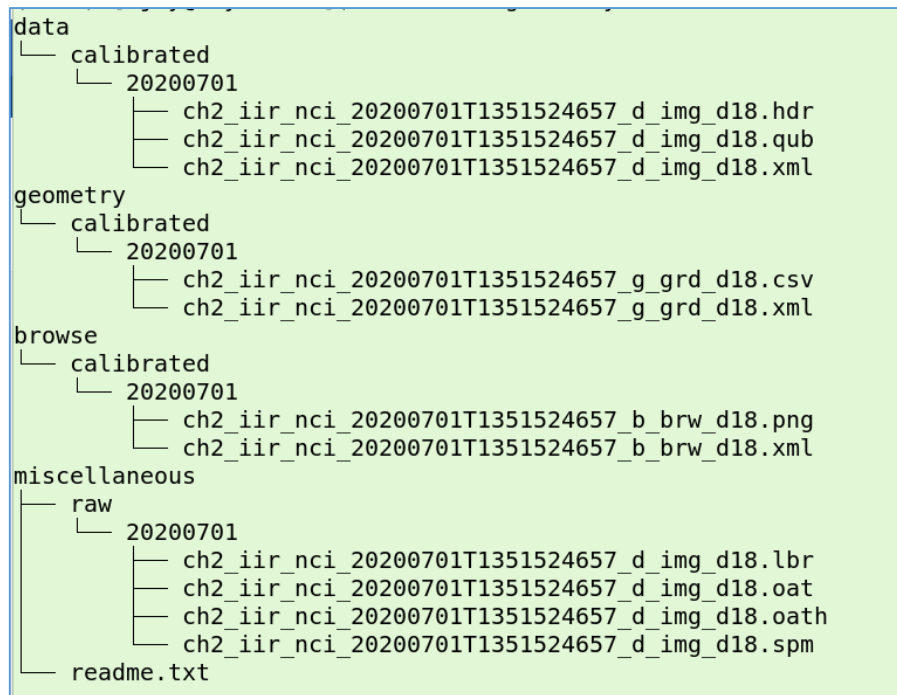 data
└── calibrated
    └── 20200701
        ├── ch2_iir_nci_20200701T1351524657_d_img_d18.hdr
        ├── ch2_iir_nci_20200701T1351524657_d_img_d18.qub
        └── ch2_iir_nci_20200701T1351524657_d_img_d18.xml
geometry
└── calibrated
    └── 20200701
        ├── ch2_iir_nci_20200701T1351524657_g_grd_d18.csv
        └── ch2_iir_nci_20200701T1351524657_g_grd_d18.xml
browse
└── calibrated
    └── 20200701
        ├── ch2_iir_nci_20200701T1351524657_b_brw_d18.png
        └── ch2_iir_nci_20200701T1351524657_b_brw_d18.xml
miscellaneous
├── raw
│   └── 20200701
│       ├── ch2_iir_nci_20200701T1351524657_d_img_d18.lbr
│       ├── ch2_iir_nci_20200701T1351524657_d_img_d18.oat
│       ├── ch2_iir_nci_20200701T1351524657_d_img_d18.oath
│       └── ch2_iir_nci_20200701T1351524657_d_img_d18.spm
└── readme.txt